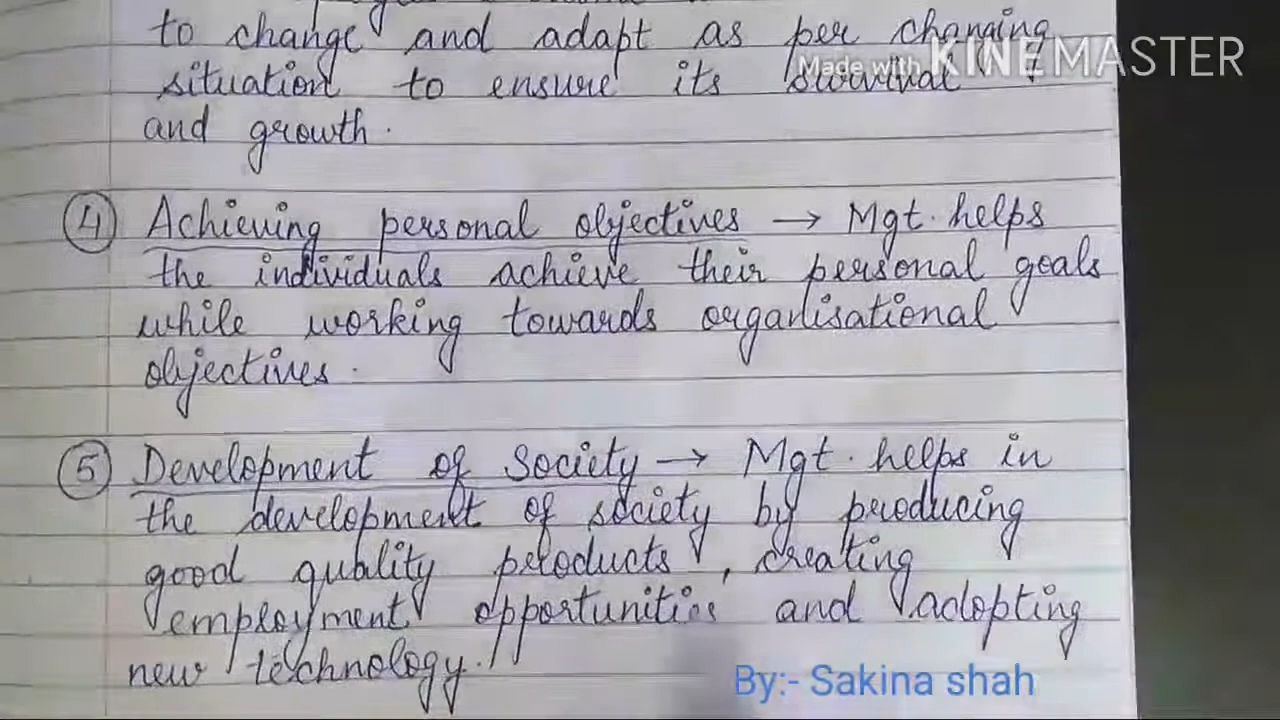 to change and adapt as per changing
situation to ensure its survival
and growth.
Made with KINEMASTER
④ Achieving personal objectives → Mgt. helps
the individuals achieve their personal goals
while working towards organisational
objectives.
⑤ Development of Society → Mgt. helps in
the development of society by producing
good quality products, creating
employment opportunities and adopting
new technology.
By:- Sakina shah